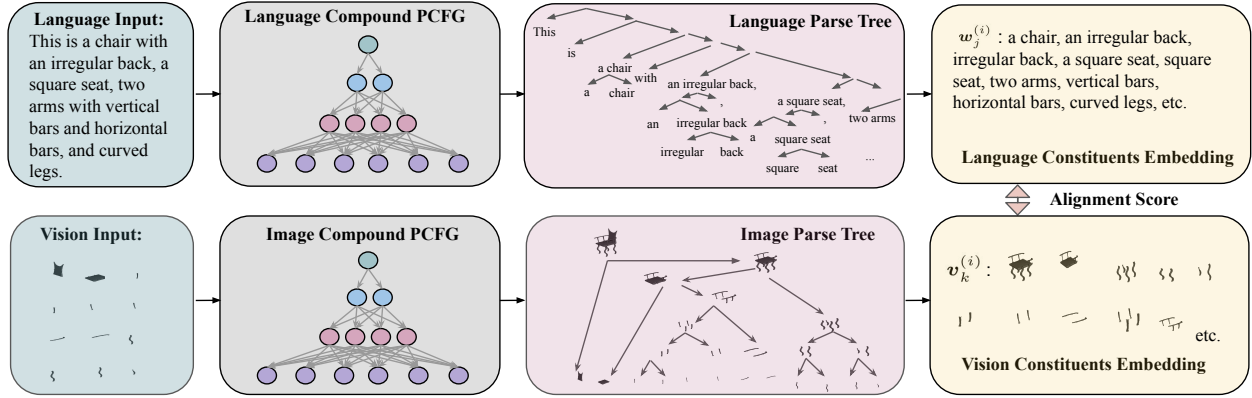 Language Input:
This is a chair with
an irregular back, a
square seat, two
arms with vertical
bars and horizontal
bars, and curved
legs.
Language Compound PCFG
Language Parse Tree
This
is
a chair
with
a
chair
an irregular back,
,
an
irregular back
irregular
back
a square seat,
,
a
square seat
square
seat
two arms
...
w_j^{(i)} : a chair, an irregular back,
irregular back, a square seat, square
seat, two arms, vertical bars,
horizontal bars, curved legs, etc.
Language Constituents Embedding
Alignment Score
Vision Input:
Image Compound PCFG
Image Parse Tree
v_k^{(i)} :
etc.
Vision Constituents Embedding